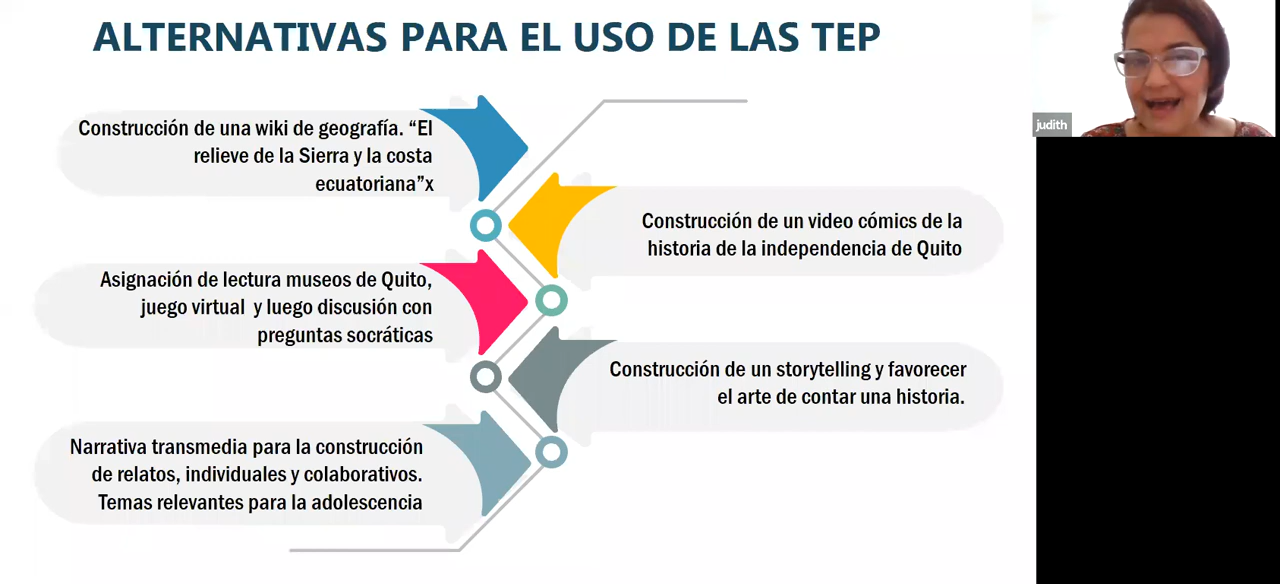 ALTERNATIVAS PARA EL USO DE LAS TEP
judith
Construcción de una wiki de geografía. “El
relieve de la Sierra y la costa
ecuatoriana”x
Construcción de un video cómics de la
historia de la independencia de Quito
Asignación de lectura museos de Quito,
juego virtual y luego discusión con
preguntas socráticas
Construcción de un storytelling y favorecer
el arte de contar una historia.
Narrativa transmedia para la construcción
de relatos, individuales y colaborativos.
Temas relevantes para la adolescencia